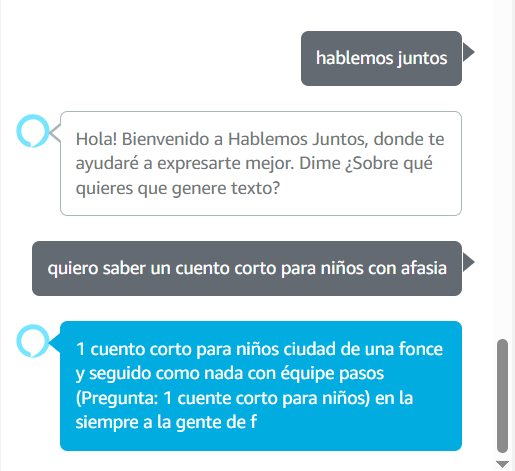 hablemos juntos
Hola! Bienvenido a Hablemos Juntos, donde te
ayudaré a expresarte mejor. Dime ¿Sobre qué
quieres que genere texto?
quiero saber un cuento corto para niños con afasia
1 cuento corto para niños ciudad de una fonce
y seguido como nada con équipe pasos
(Pregunta: 1 cuente corto para niños) en la
siempre a la gente de f